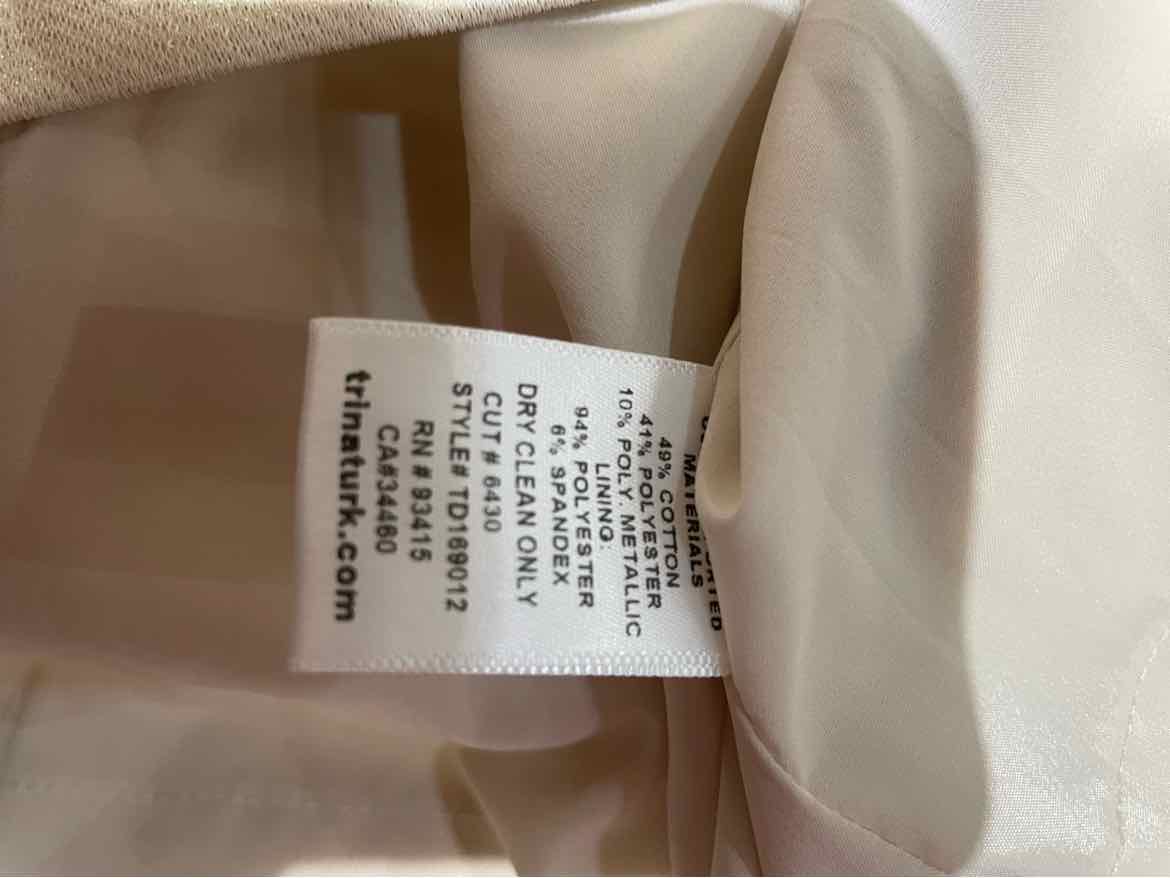 MATERIALS
49% COTTON
41% POLYESTER
10% POLY. METALLIC
LINING:
94% POLYESTER
6% SPANDEX
DRY CLEAN ONLY
CUT # 6430
STYLE# TD169012
RN # 93415
CA#34460
trinaturk.com